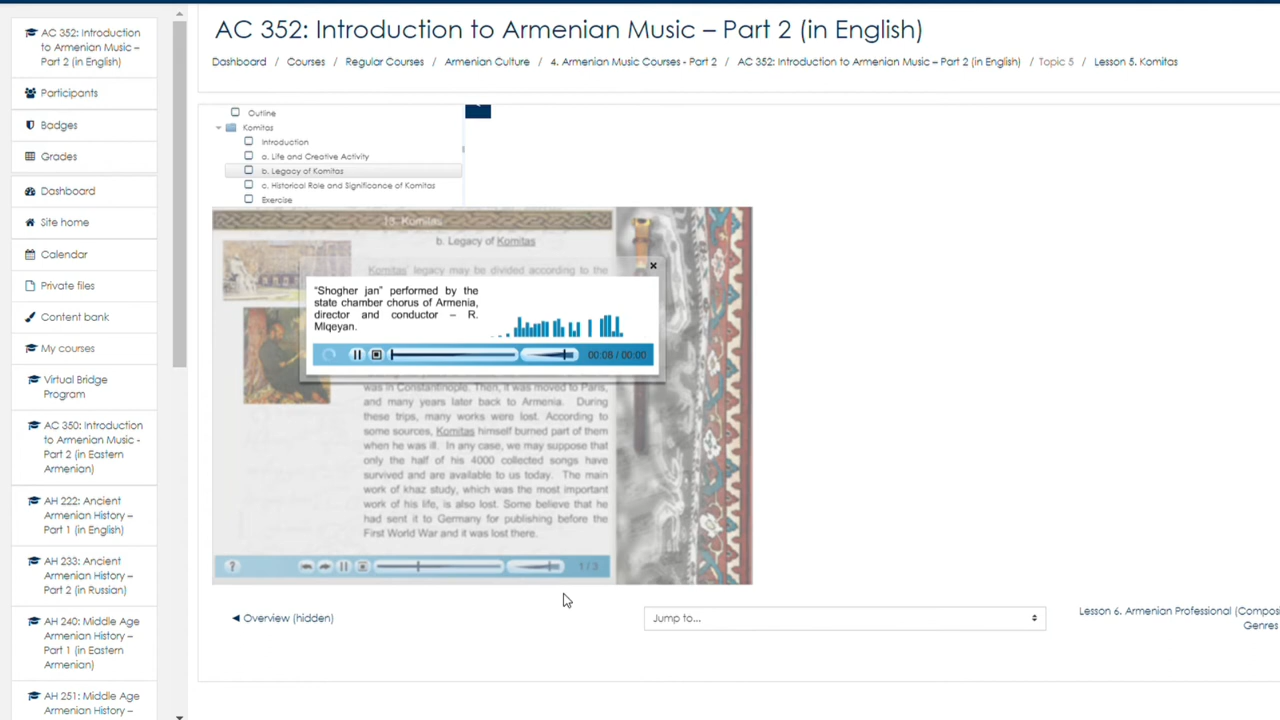 AC 352: Introduction
to Armenian Music –
Part 2 (in English)
Participants
Badges
Grades
Dashboard
Site home
Calendar
Private files
Content bank
My courses
Virtual Bridge
Program
AC 350: Introduction
to Armenian Music -
Part 2 (in Eastern
Armenian)
AH 222: Ancient
Armenian History –
Part 1 (in English)
AH 233: Ancient
Armenian History –
Part 2 (in Russian)
AH 240: Middle Age
Armenian History –
Part 1 (in Eastern
Armenian)
AH 251: Middle Age
Armenian History –
AC 352: Introduction to Armenian Music – Part 2 (in English)
Dashboard / Courses / Regular Courses / Armenian Culture / 4. Armenian Music Courses - Part 2 / AC 352: Introduction to Armenian Music – Part 2 (in English) / Topic 5 / Lesson 5. Komitas
Outline
Komitas
Introduction
a. Life and Creative Activity
b. Legacy of Komitas
c. Historical Role and Significance of Komitas
Exercise
Komitas
b. Legacy of Komitas
Komitas' legacy may be divided according to the
“Shogher jan” performed by the
state chamber chorus of Armenia,
director and conductor – R.
Mlqeyan.
00:08 / 00:00
was in Constantinople. Then, it was moved to Paris,
and many years later back to Armenia. During
these trips, many works were lost. According to
some sources, Komitas himself burned part of them
when he was ill. In any case, we may suppose that
only the half of his 4000 collected songs have
survived and are available to us today. The main
work of khaz study, which was the most important
work of his life, is also lost. Some believe that he
had sent it to Germany for publishing before the
First World War and it was lost there.
? 1 / 3
◄ Overview (hidden)
Jump to...
Lesson 6. Armenian Professional (Composi
Genres